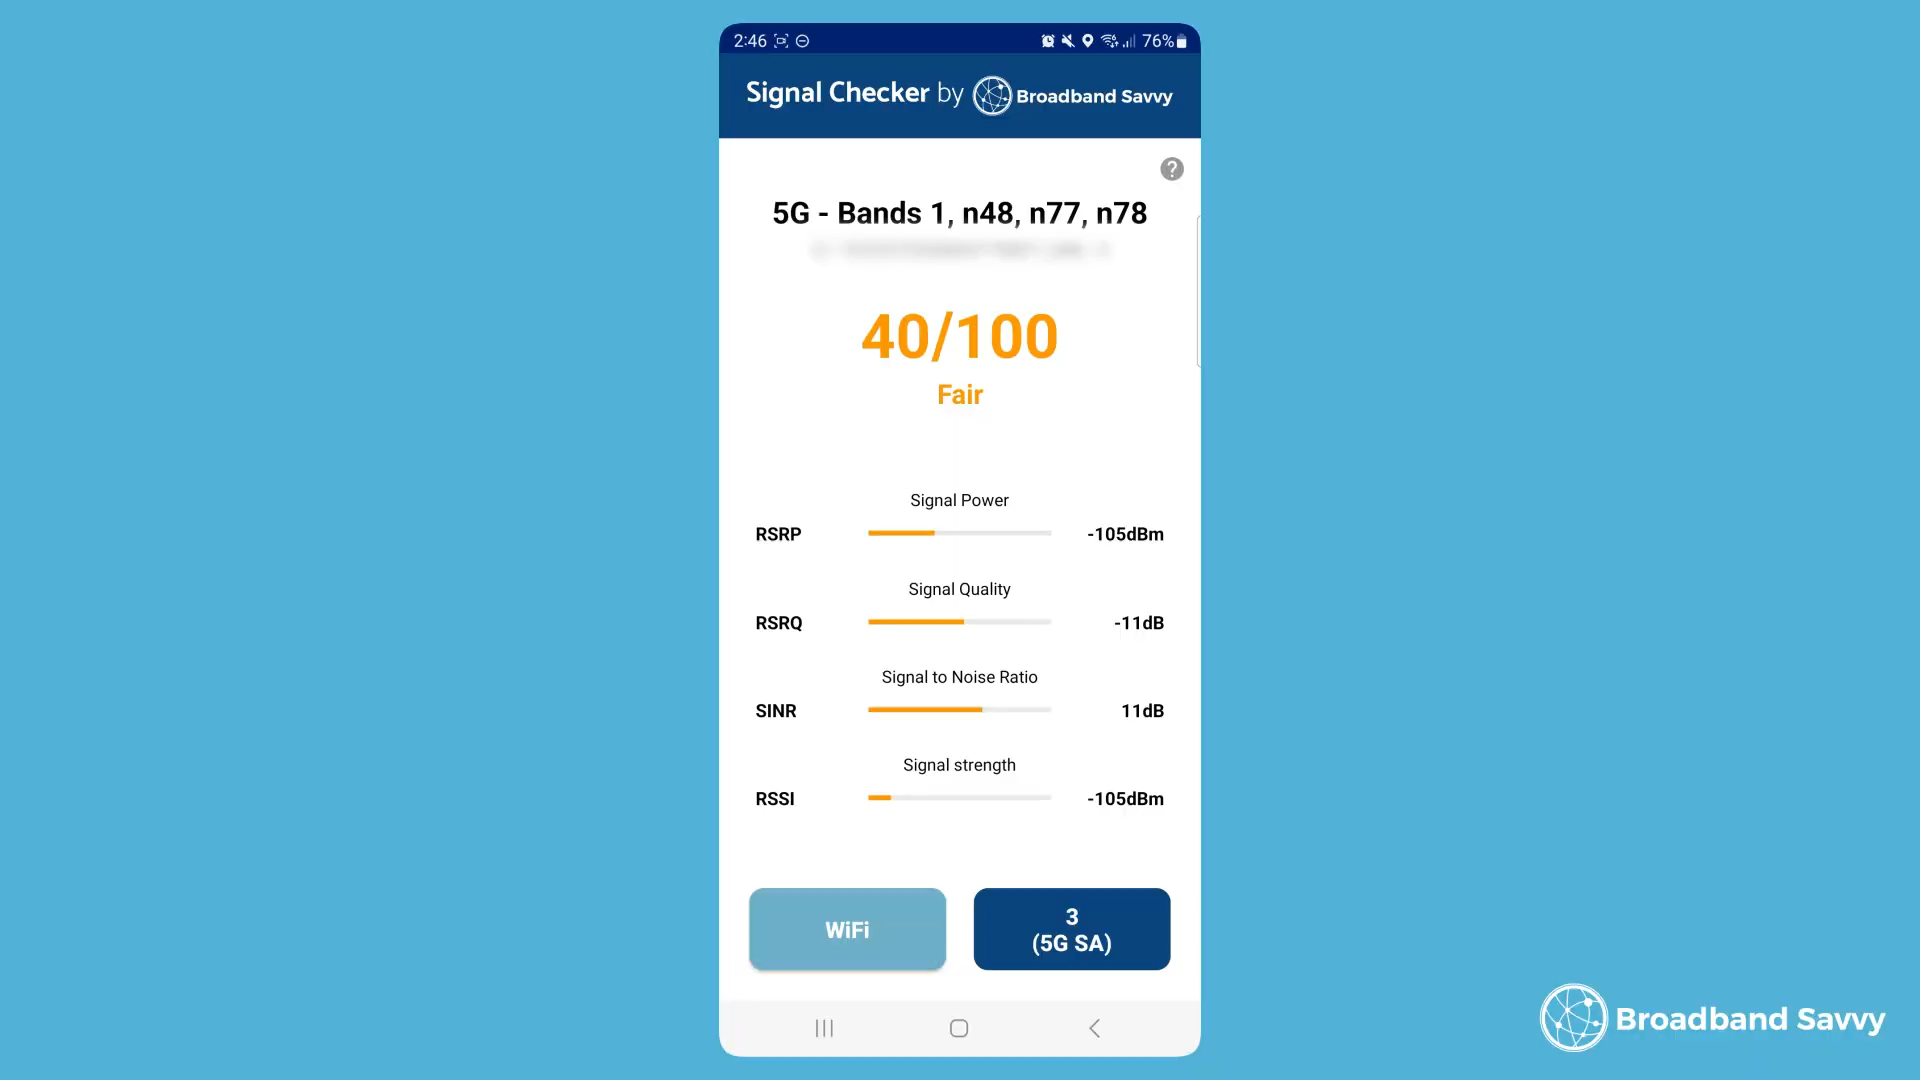 2:46 76%
Signal Checker by Broadband Savvy
?
5G - Bands 1, n48, n77, n78
40/100
Fair
Signal Power
RSRP -105dBm
Signal Quality
RSRQ -11dB
Signal to Noise Ratio
SINR 11dB
Signal strength
RSSI -105dBm
WiFi
3
(5G SA)
Broadband Savvy